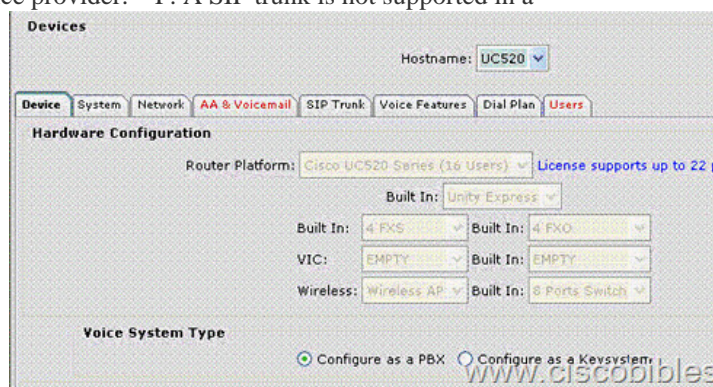 provider. F. A SIP trunk is not supported in a
Devices
Hostname: UC520
Device System Network AA & Voicemail SIP Trunk Voice Features Dial Plan Users
Hardware Configuration
Router Platform: Cisco UC520 Series (16 Users) License supports up to 22
Built In: Unity Express
Built In: 4 FXS Built In: 4 FXO
VIC: EMPTY Built In: EMPTY
Wireless: Wireless AP Built In: 8 Ports Switch
Voice System Type
Configure as a PBX Configure as a Keysystem
www.ciscobibles